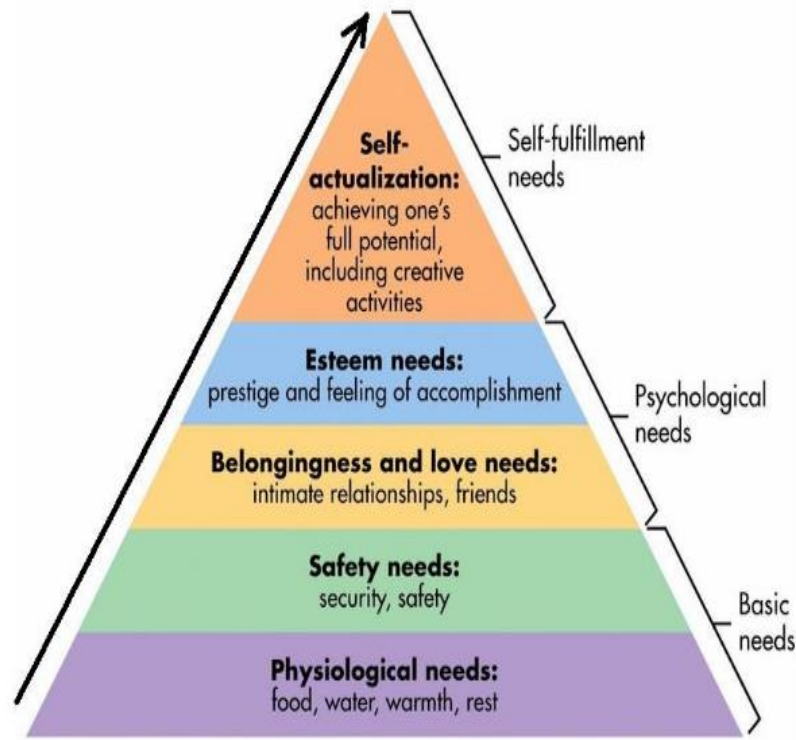 Self-
actualization:
achieving one's
full potential,
including creative
activities
Self-fulfillment
needs
Esteem needs:
prestige and feeling of accomplishment
Psychological
needs
Belongingness and love needs:
intimate relationships, friends
Safety needs:
security, safety
Basic
needs
Physiological needs:
food, water, warmth, rest